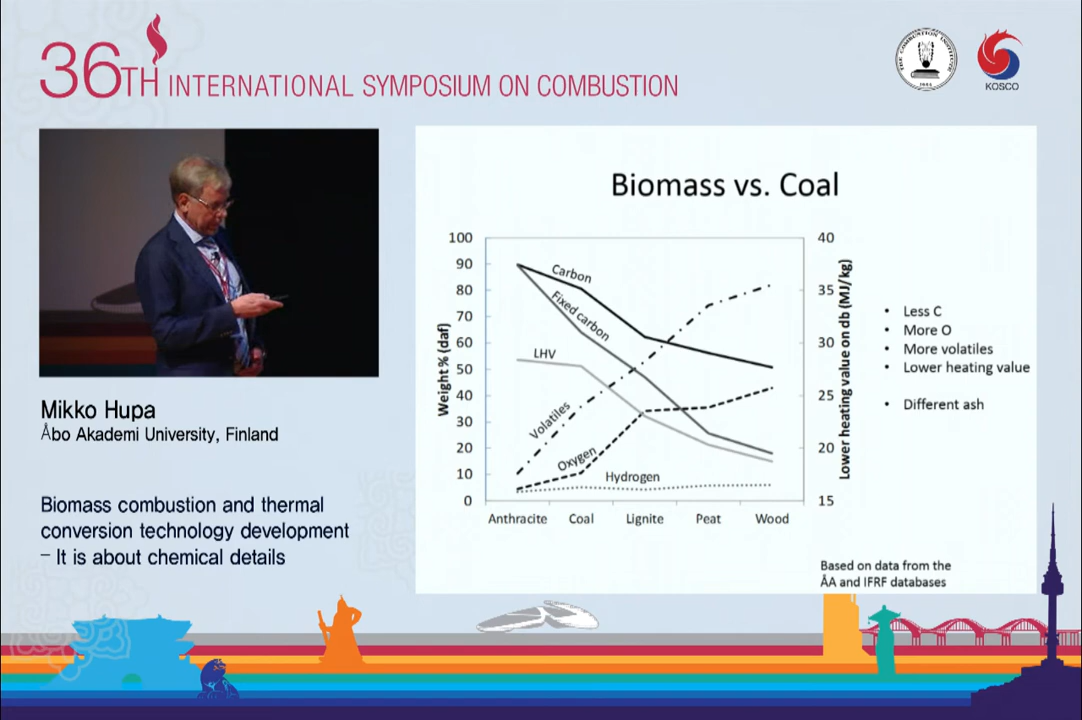 36TH INTERNATIONAL SYMPOSIUM ON COMBUSTION
THE COMBUSTION INSTITUTE
KOSCO
Mikko Hupa
Åbo Akademi University, Finland
Biomass combustion and thermal
conversion technology development
– It is about chemical details
Biomass vs. Coal
Weight % (daf)
100
90
80
70
60
50
40
30
20
10
0
Carbon
Fixed carbon
LHV
Volatiles
Oxygen
Hydrogen
Anthracite Coal Lignite Peat Wood
40
35
30
25
20
15
Lower heating value on db (MJ/kg)
• Less C
• More O
• More volatiles
• Lower heating value
• Different ash
Based on data from the
ÅA and IFRF databases